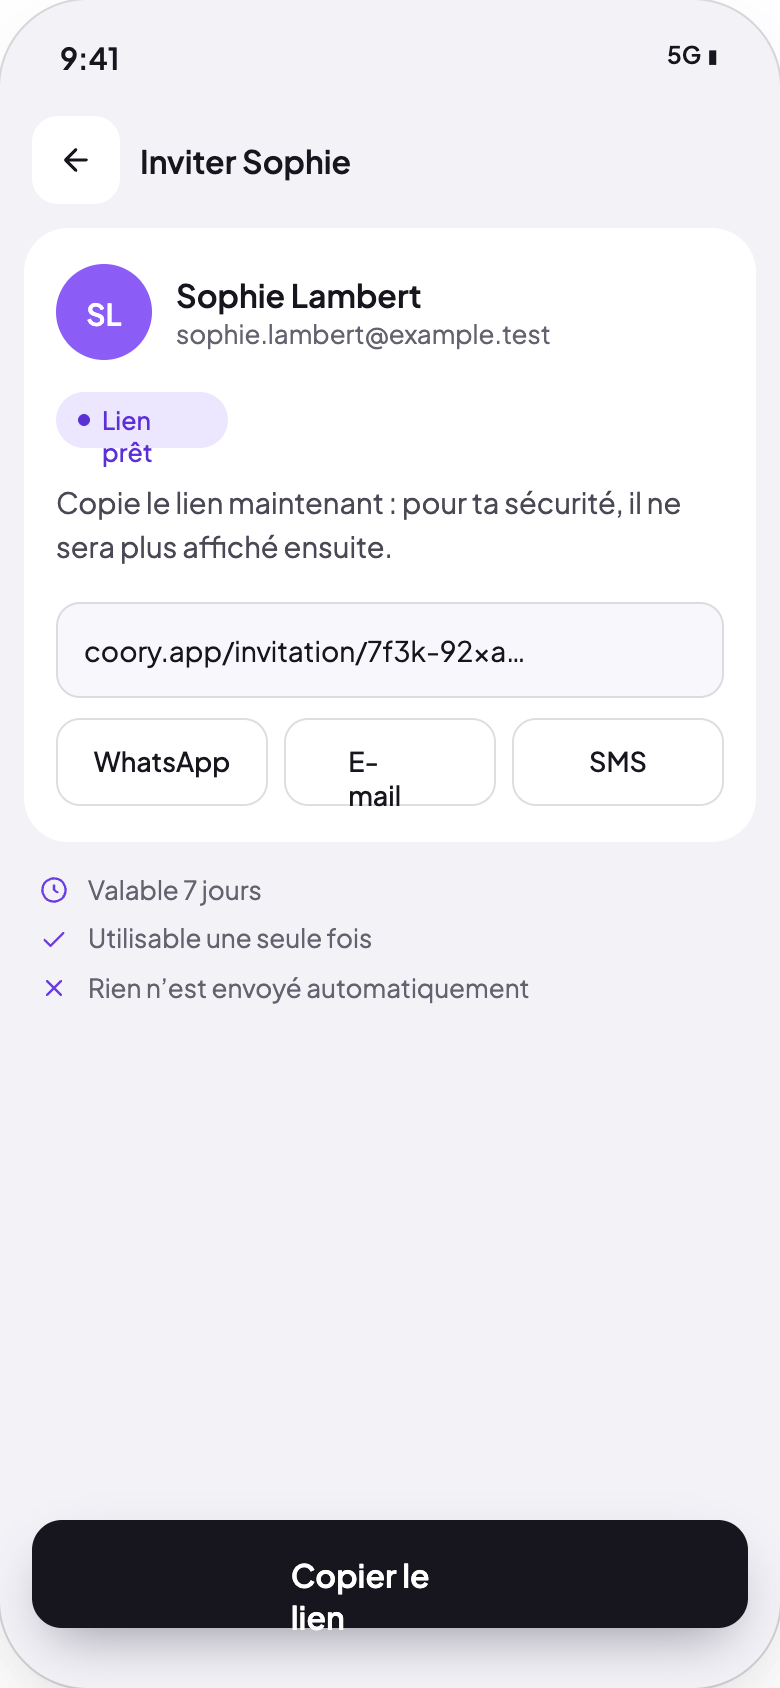 9:41
5G
Inviter Sophie
SL
Sophie Lambert
sophie.lambert@example.test
Lien
prêt
Copie le lien maintenant : pour ta sécurité, il ne
sera plus affiché ensuite.
coory.app/invitation/7f3k-92xa…
WhatsApp
E-
mail
SMS
Valable 7 jours
Utilisable une seule fois
Rien n’est envoyé automatiquement
Copier le
lien